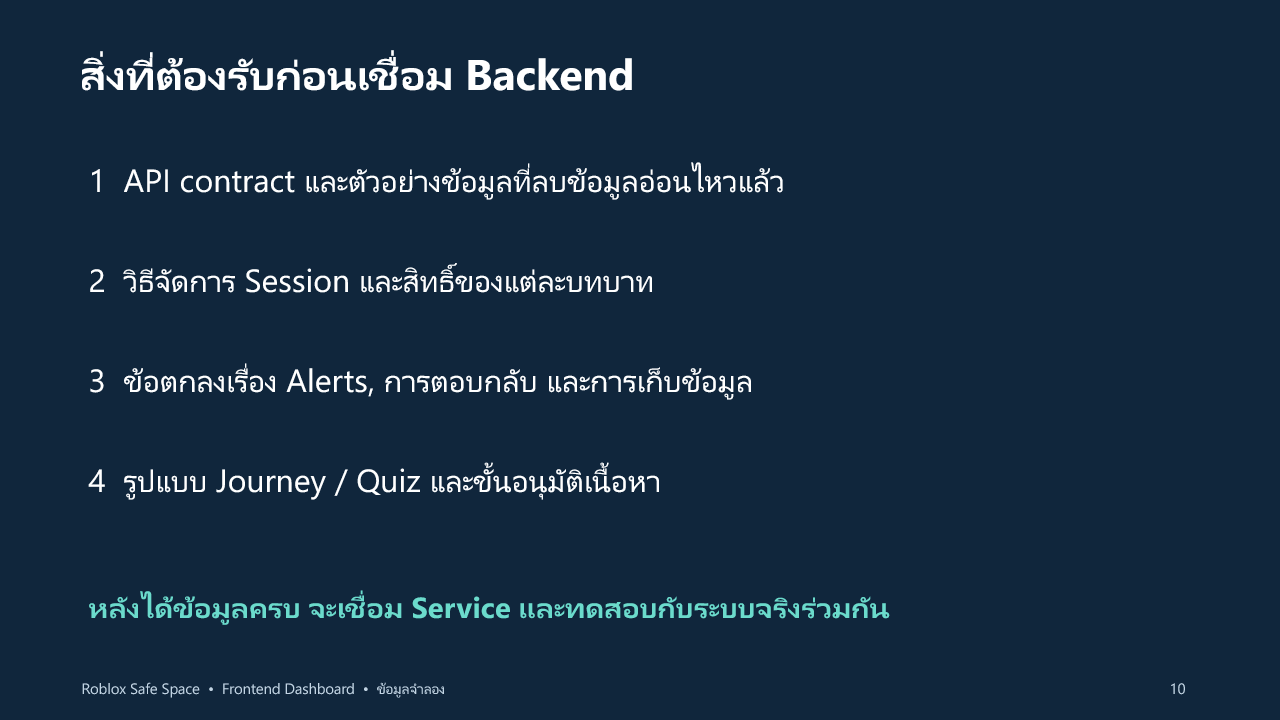 สิ่งที่ต้องรับก่อนเชื่อม Backend
1 API contract และตัวอย่างข้อมูลที่ลบข้อมูลอ่อนไหวแล้ว
2 วิธีจัดการ Session และสิทธิ์ของแต่ละบทบาท
3 ข้อตกลงเรื่อง Alerts, การตอบกลับ และการเก็บข้อมูล
4 รูปแบบ Journey / Quiz และขั้นอนุมัติเนื้อหา
หลังได้ข้อมูลครบ จะเชื่อม Service และทดสอบกับระบบจริงร่วมกัน
Roblox Safe Space • Frontend Dashboard • ข้อมูลจำลอง
10